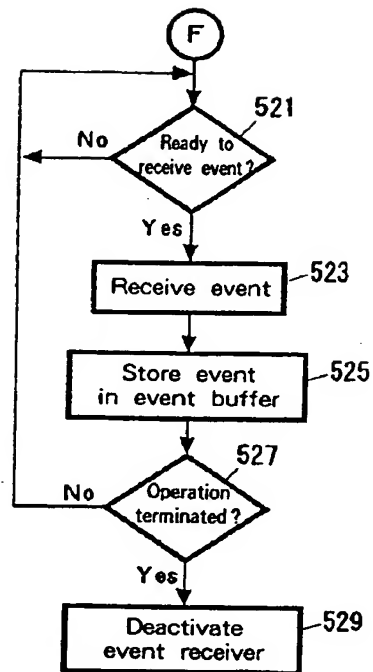 F
521
No
Ready to
receive event?
Yes
Receive event
523
Store event
in event buffer
525
527
No
Operation
terminated?
Yes
Deactivate
event receiver
529